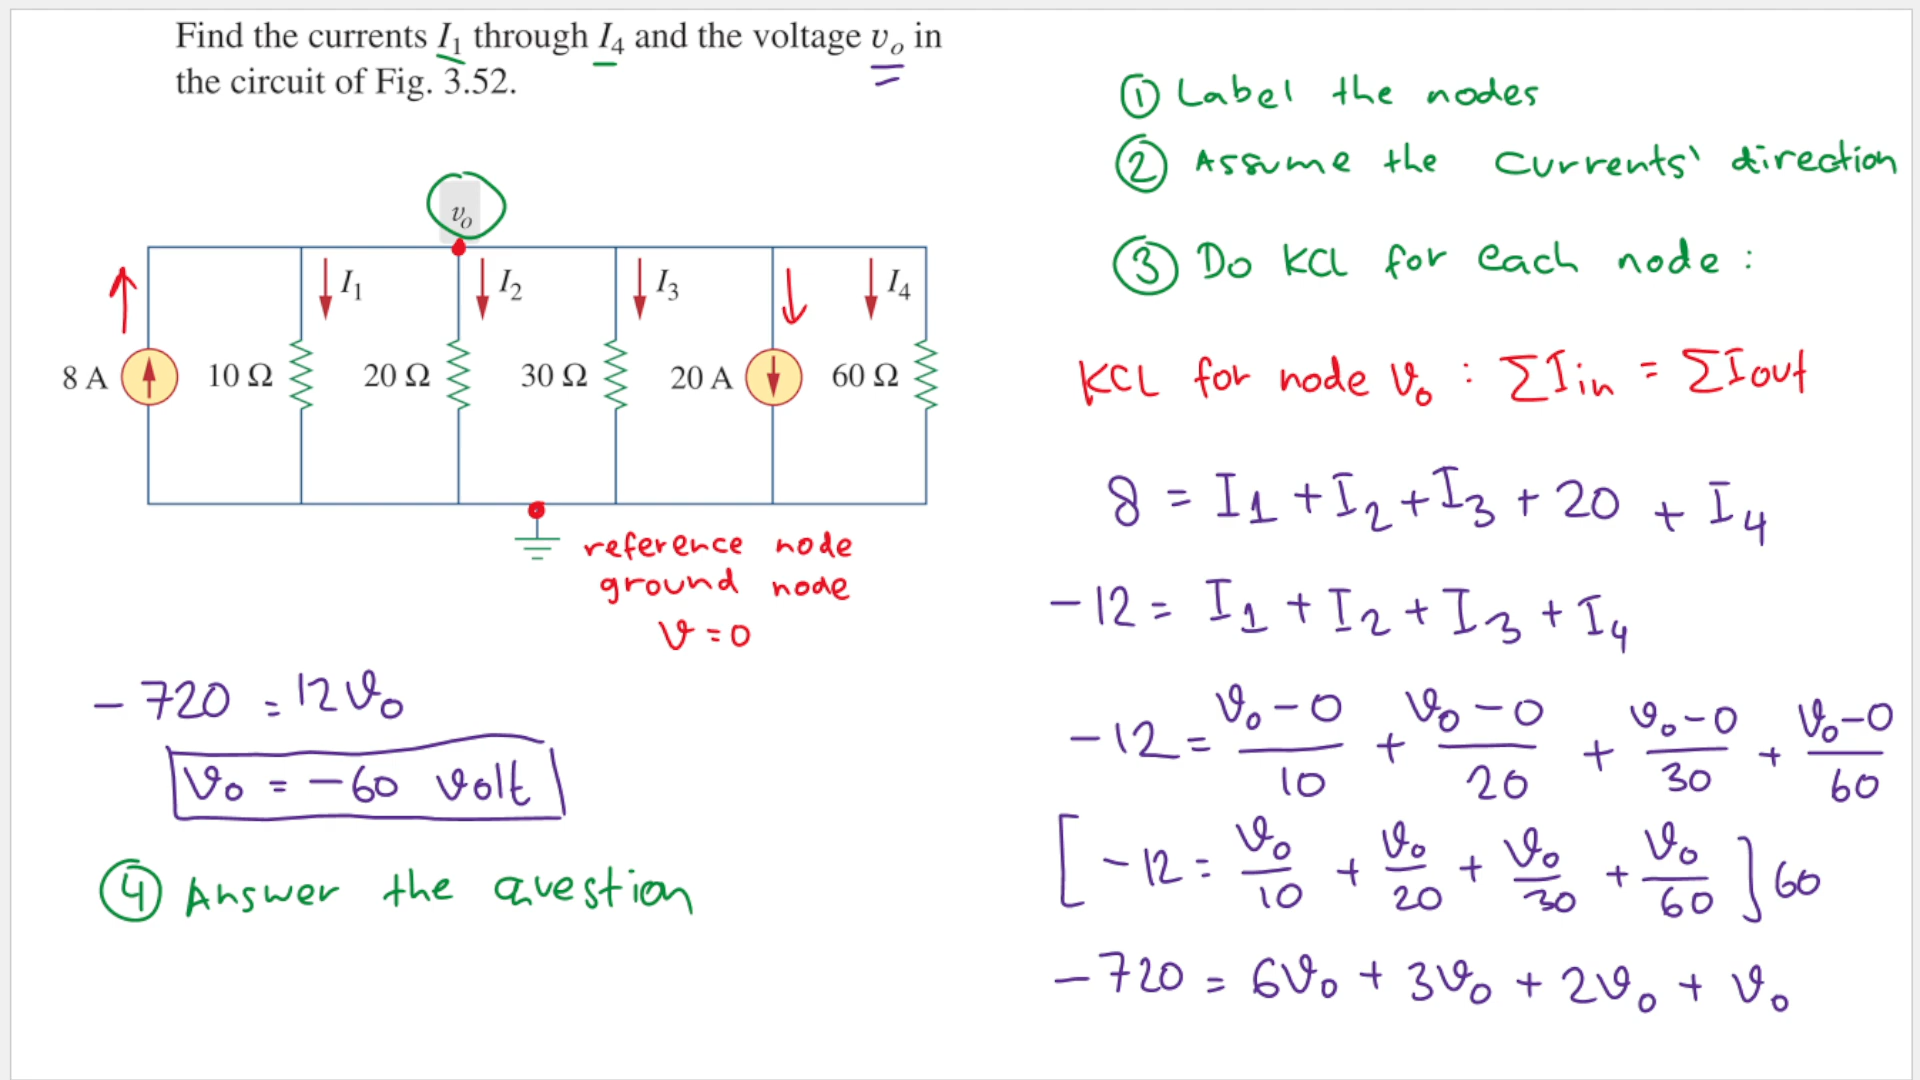 Find the currents I₁ through I₄ and the voltage vₒ in
the circuit of Fig. 3.52.
① Label the nodes
② Assume the currents' direction
③ Do KCL for each node :
vₒ
I₁ I₂ I₃ I₄
8 A 10 Ω 20 Ω 30 Ω 20 A 60 Ω
reference node
ground node
v = 0
KCL for node vₒ : ΣIin = ΣIout
8 = I₁ + I₂ + I₃ + 20 + I₄
-12 = I₁ + I₂ + I₃ + I₄
-12 = (vₒ-0)/10 + (vₒ-0)/20 + (vₒ-0)/30 + (vₒ-0)/60
[ -12 = vₒ/10 + vₒ/20 + vₒ/30 + vₒ/60 ] 60
-720 = 6vₒ + 3vₒ + 2vₒ + vₒ
-720 = 12vₒ
vₒ = -60 volt
④ Answer the question